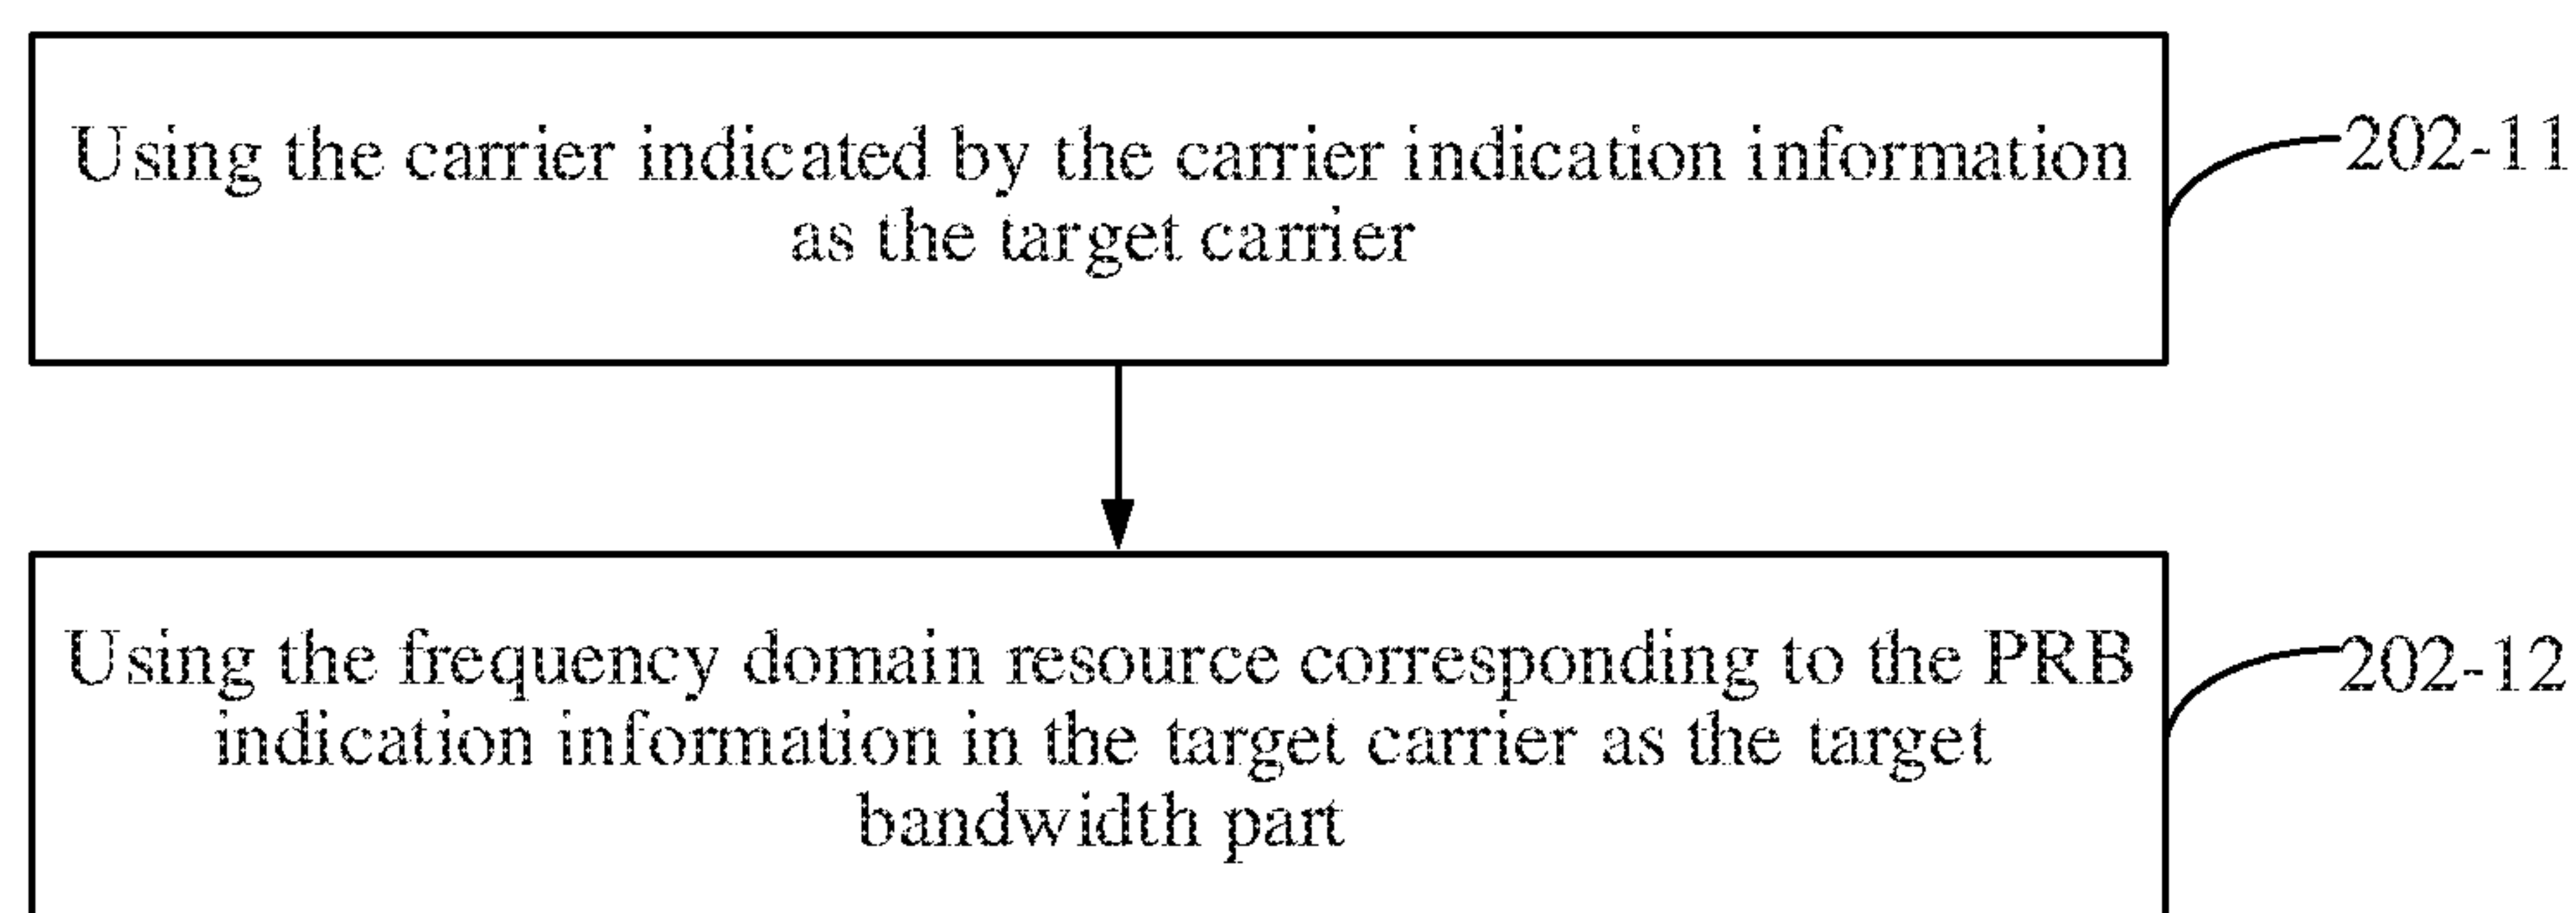 Using the carrier indicated by the carrier indication information
as the target carrier
202-11
Using the frequency domain resource corresponding to the PRB
indication information in the target carrier as the target
bandwidth part
202-12